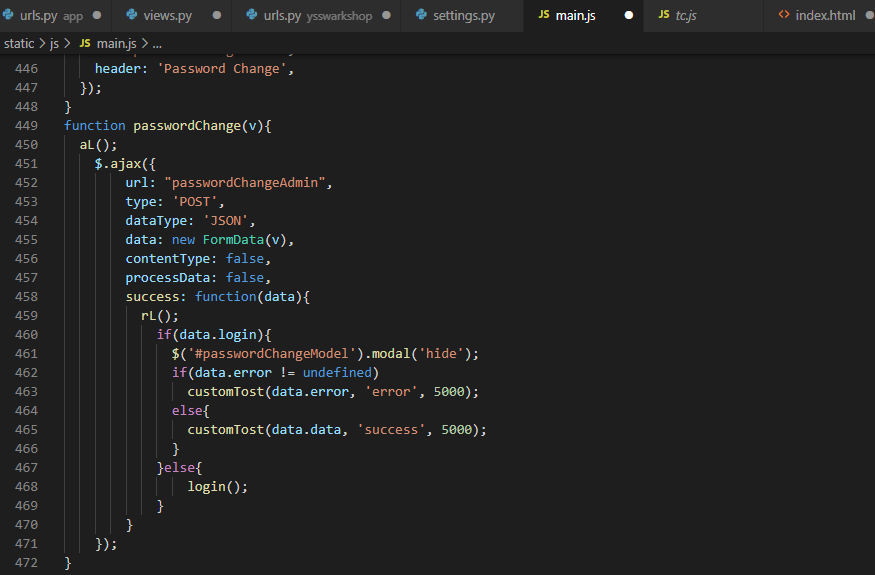 urls.py app views.py urls.py ysswarkshop settings.py JS main.js JS tc.js <> index.html
static > js > JS main.js > ...
446 header: 'Password Change',
447 });
448 }
449 function passwordChange(v){
450 aL();
451 $.ajax({
452 url: "passwordChangeAdmin",
453 type: 'POST',
454 dataType: 'JSON',
455 data: new FormData(v),
456 contentType: false,
457 processData: false,
458 success: function(data){
459 rL();
460 if(data.login){
461 $('#passwordChangeModel').modal('hide');
462 if(data.error != undefined)
463 customTost(data.error, 'error', 5000);
464 else{
465 customTost(data.data, 'success', 5000);
466 }
467 }else{
468 login();
469 }
470 }
471 });
472 }